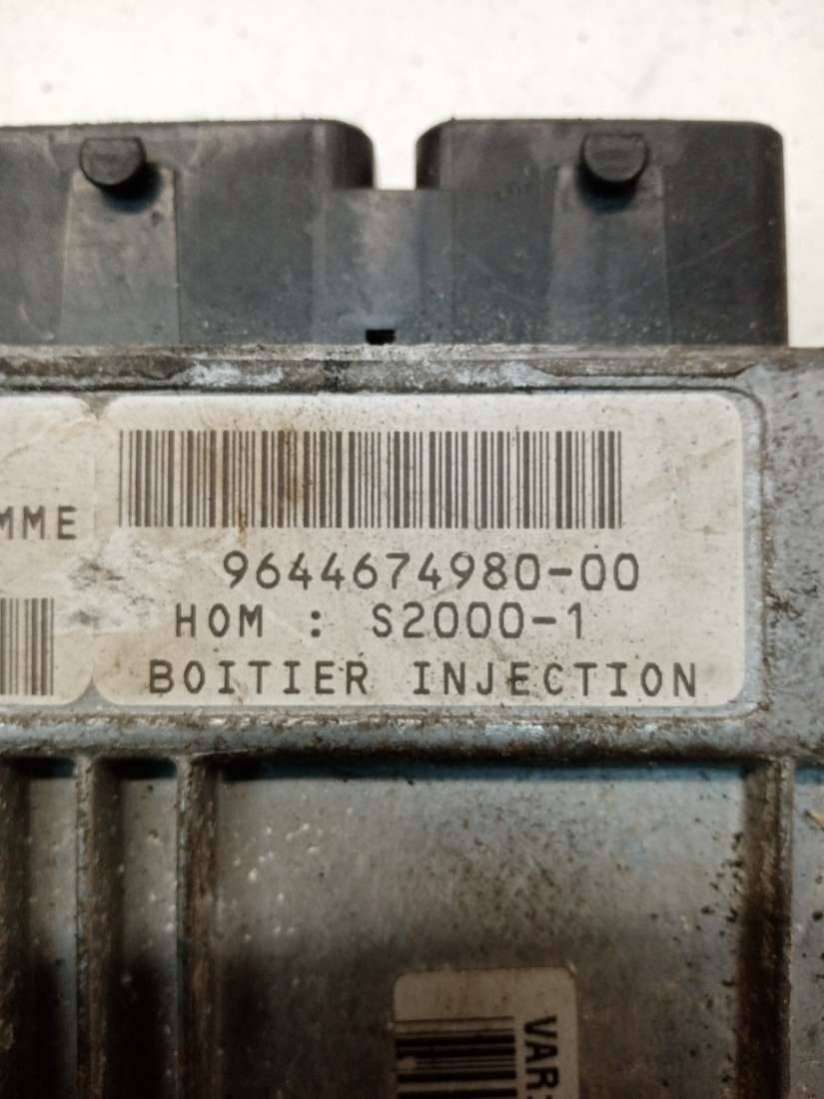 MME
9644674980-00
HOM : S2000-1
BOITIER INJECTION